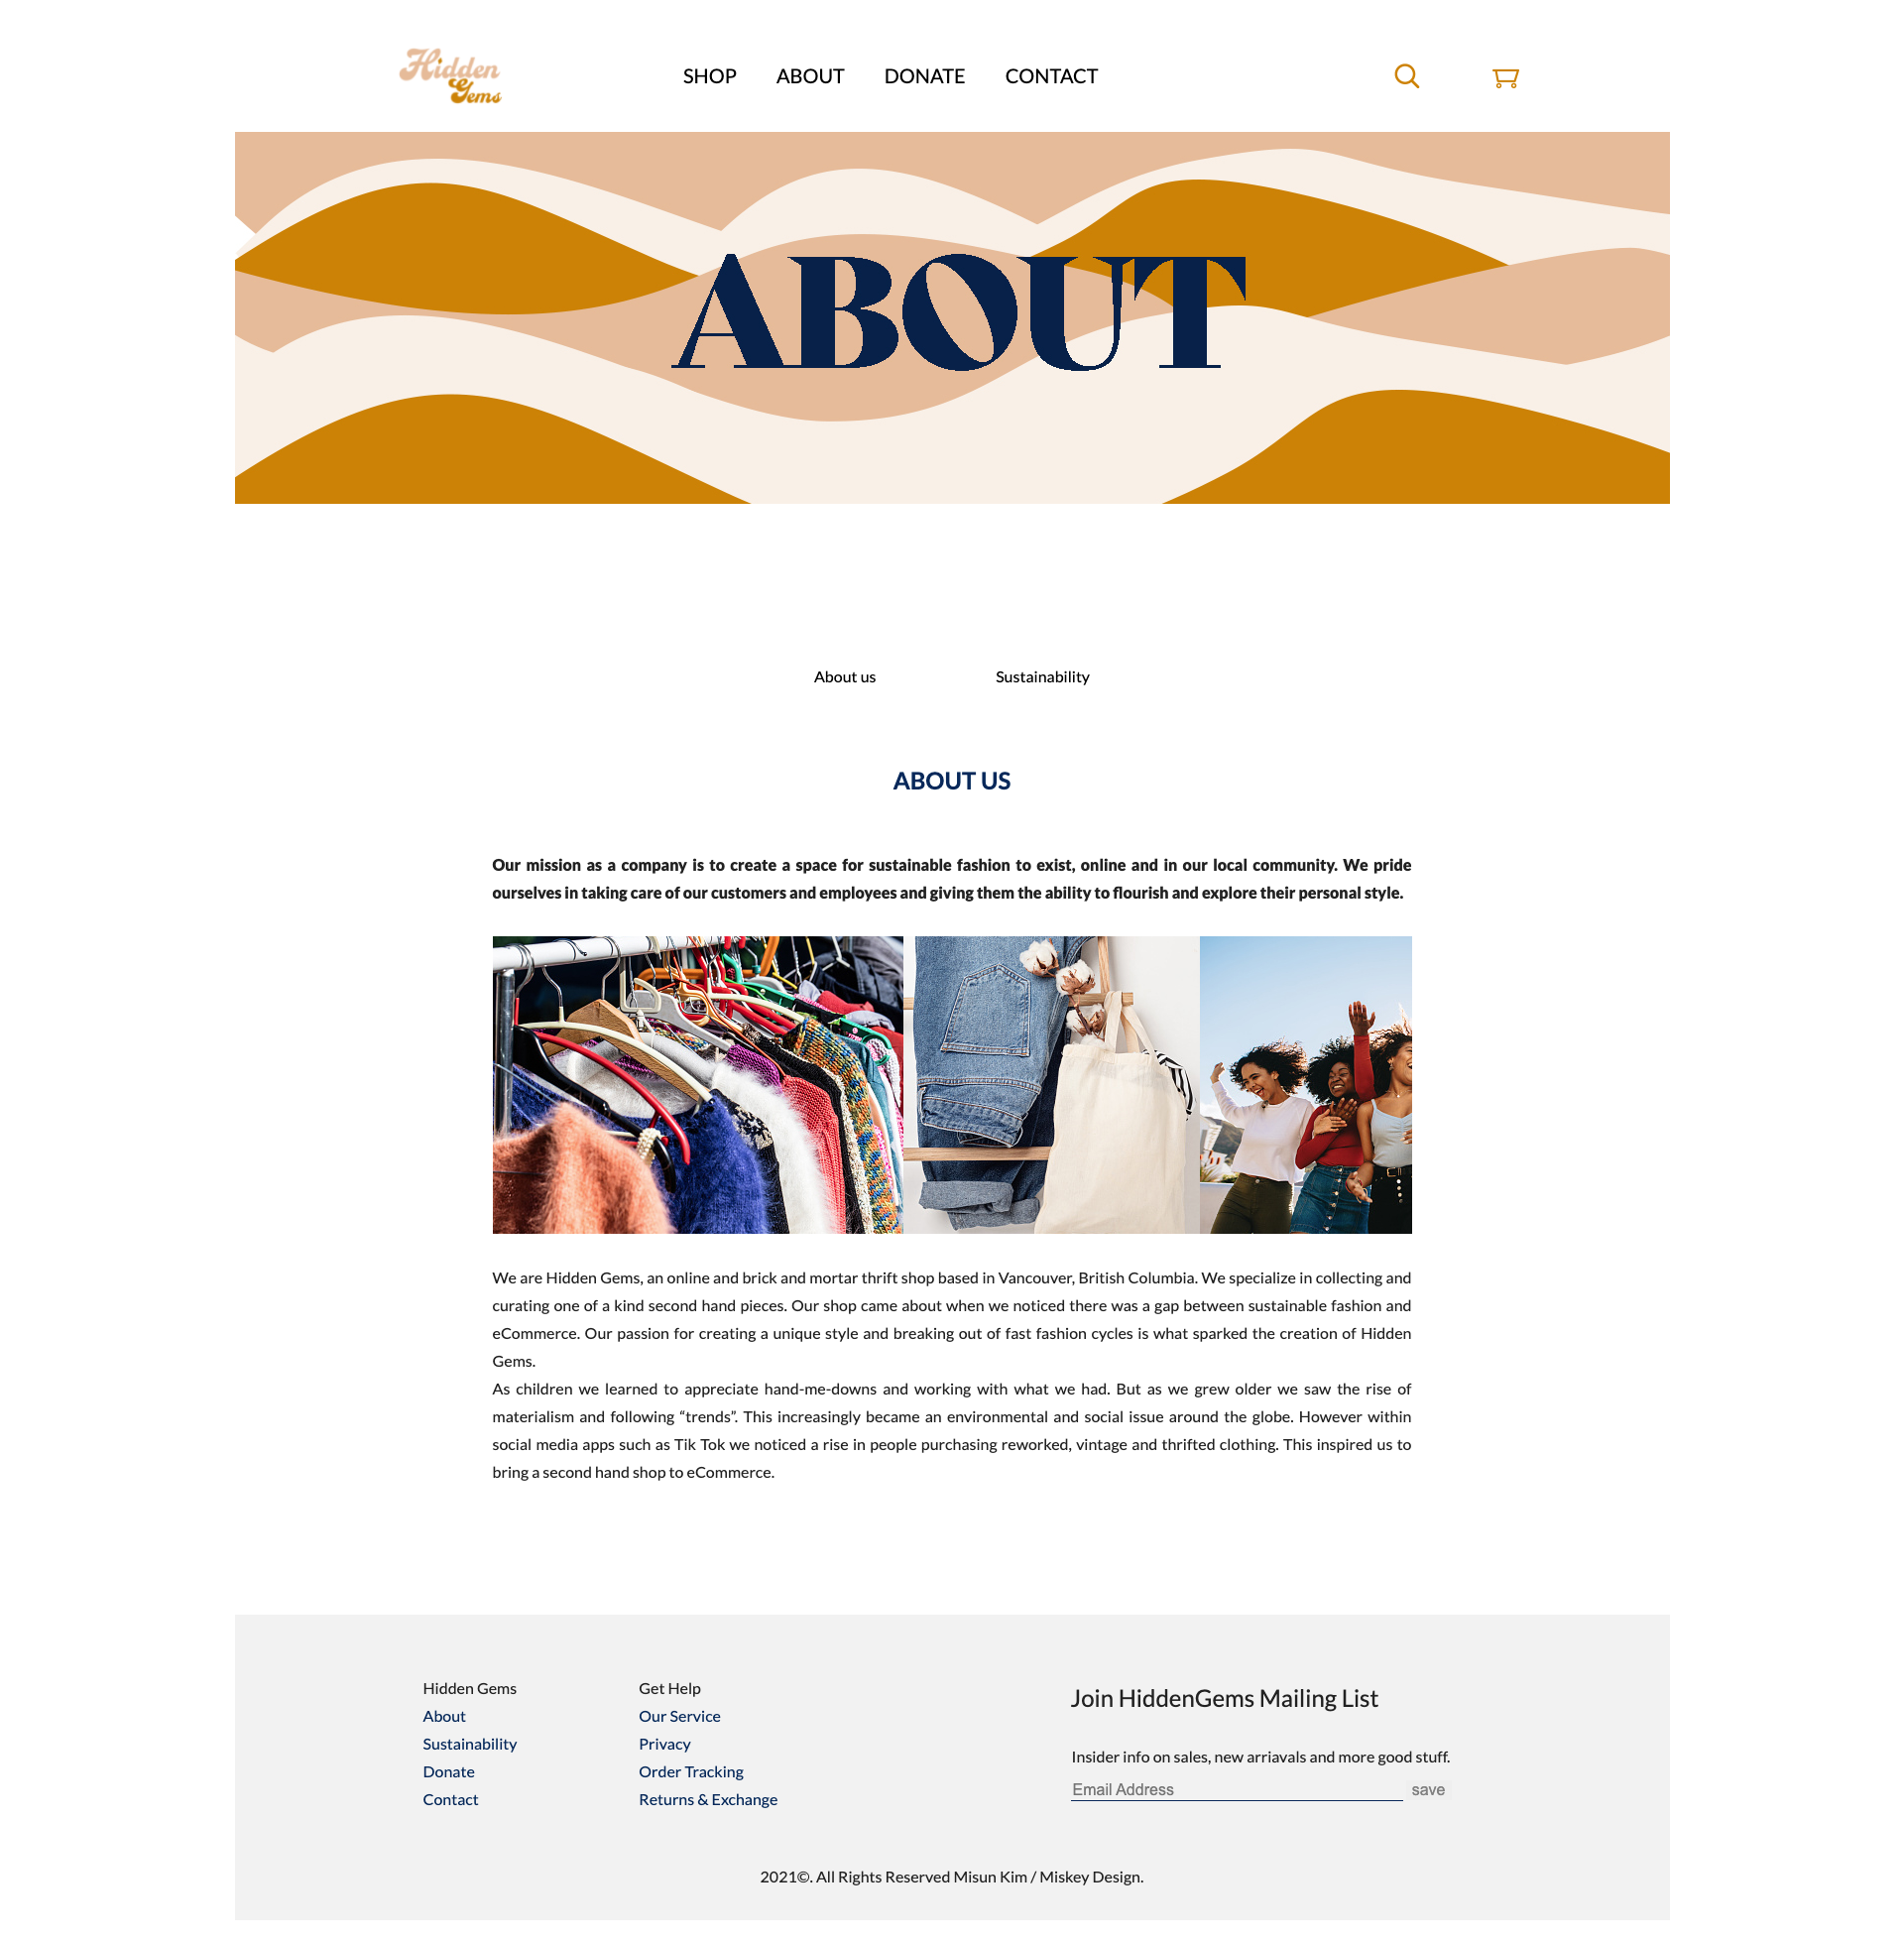 Hidden
Gems
SHOP ABOUT DONATE CONTACT
ABOUT
About us Sustainability
ABOUT US
Our mission as a company is to create a space for sustainable fashion to exist, online and in our local community. We pride
ourselves in taking care of our customers and employees and giving them the ability to flourish and explore their personal style.
We are Hidden Gems, an online and brick and mortar thrift shop based in Vancouver, British Columbia. We specialize in collecting and
curating one of a kind second hand pieces. Our shop came about when we noticed there was a gap between sustainable fashion and
eCommerce. Our passion for creating a unique style and breaking out of fast fashion cycles is what sparked the creation of Hidden
Gems.
As children we learned to appreciate hand-me-downs and working with what we had. But as we grew older we saw the rise of
materialism and following “trends”. This increasingly became an environmental and social issue around the globe. However within
social media apps such as Tik Tok we noticed a rise in people purchasing reworked, vintage and thrifted clothing. This inspired us to
bring a second hand shop to eCommerce.
Hidden Gems
About
Sustainability
Donate
Contact
Get Help
Our Service
Privacy
Order Tracking
Returns & Exchange
Join HiddenGems Mailing List
Insider info on sales, new arriavals and more good stuff.
Email Address save
2021©. All Rights Reserved Misun Kim / Miskey Design.